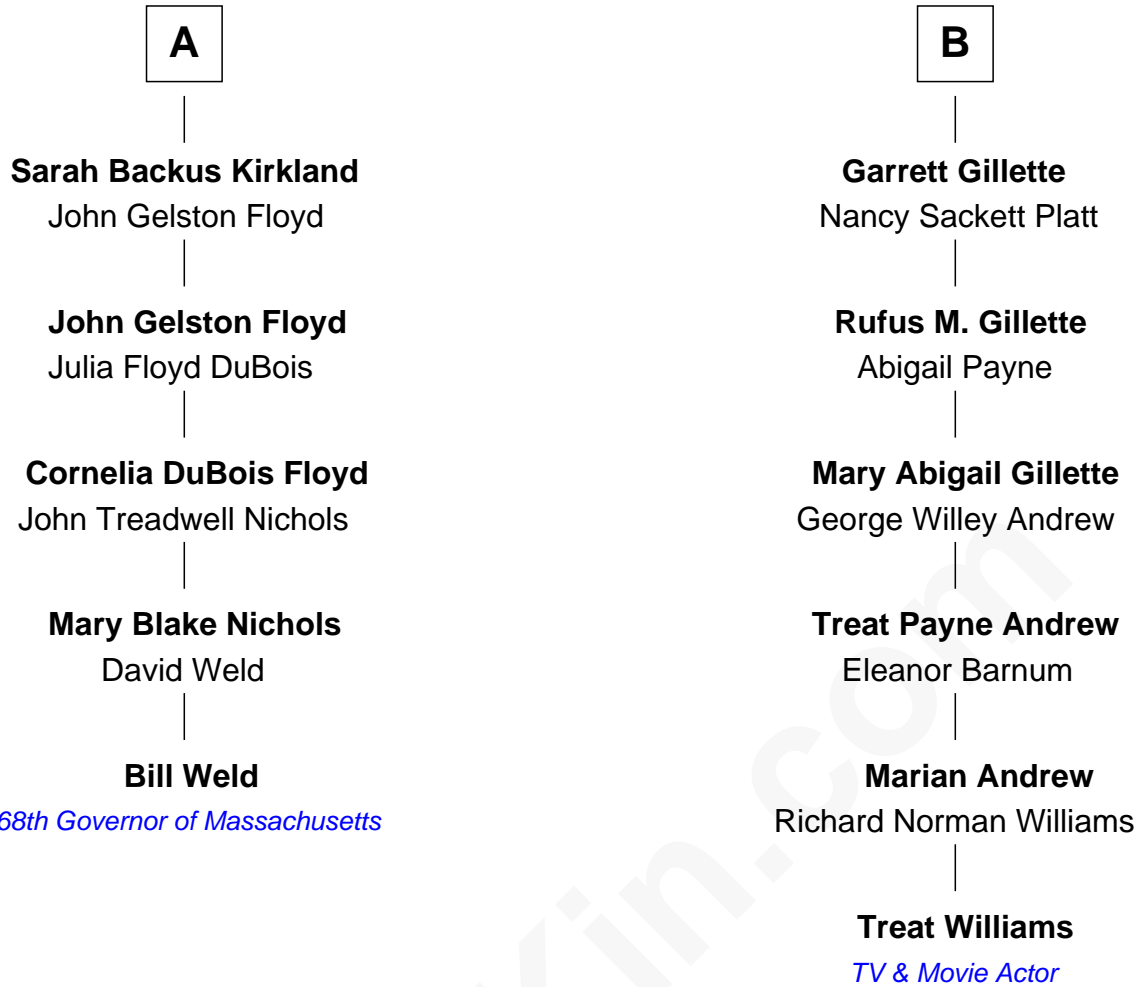 A
Sarah Backus Kirkland
John Gelston Floyd
John Gelston Floyd
Julia Floyd DuBois
Cornelia DuBois Floyd
John Treadwell Nichols
Mary Blake Nichols
David Weld
Bill Weld
68th Governor of Massachusetts
B
Garrett Gillette
Nancy Sackett Platt
Rufus M. Gillette
Abigail Payne
Mary Abigail Gillette
George Willey Andrew
Treat Payne Andrew
Eleanor Barnum
Marian Andrew
Richard Norman Williams
Treat Williams
TV & Movie Actor
Kin.com